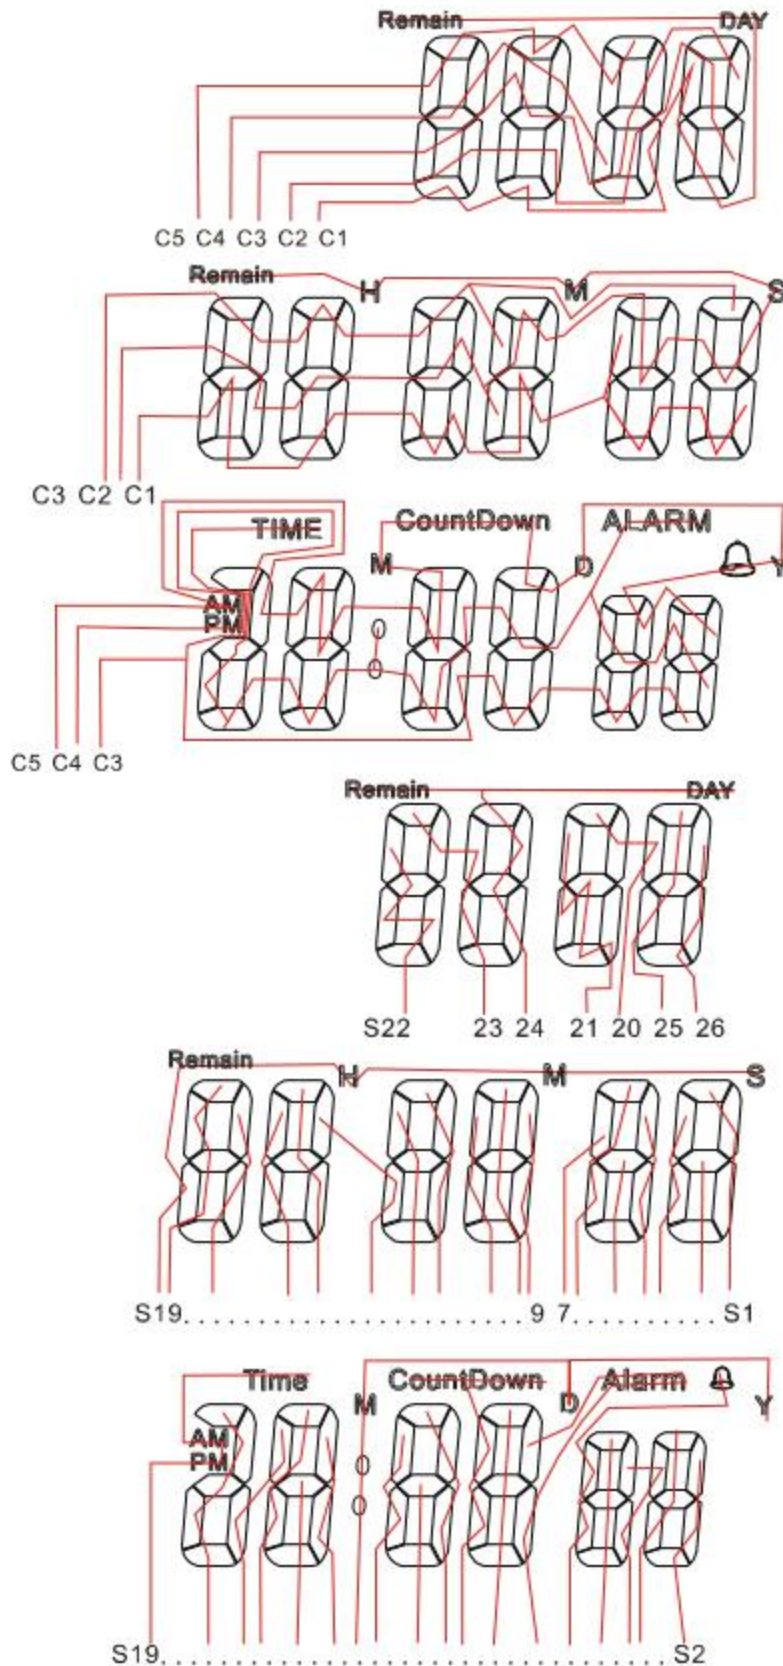 Remain DAY
C5 C4 C3 C2 C1
Remain H M S
C3 C2 C1
TIME CountDown ALARM
M D Y
AM
PM
C5 C4 C3
Remain DAY
S22 23 24 21 20 25 26
Remain H M S
S19..........................9 7................S1
Time CountDown Alarm
M D Y
AM
PM
S19........................................S2